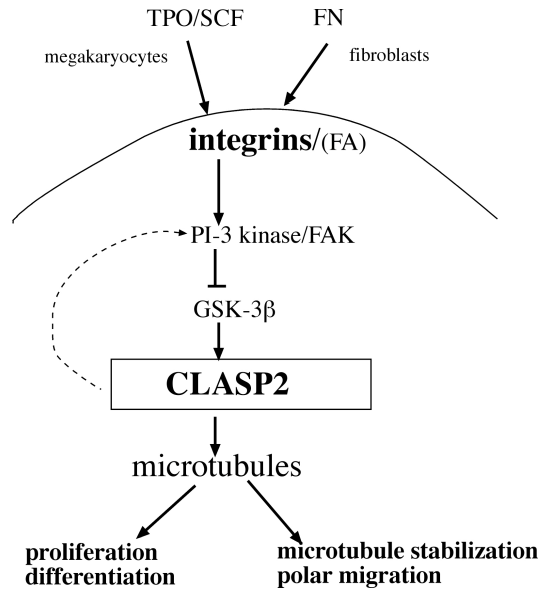 TPO/SCF FN
megakaryocytes fibroblasts
integrins/(FA)
PI-3 kinase/FAK
GSK-3β
CLASP2
microtubules
proliferation
differentiation
microtubule stabilization
polar migration